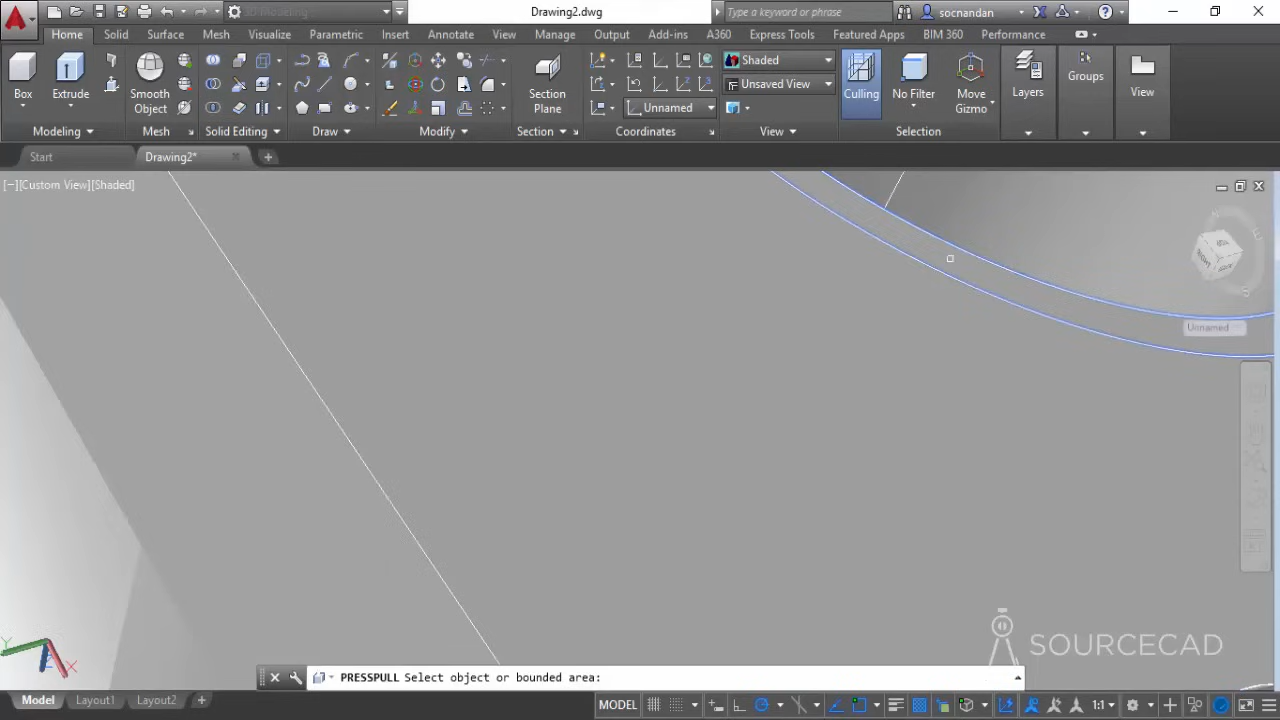 3D Modeling
Drawing2.dwg
Type a keyword or phrase
socnandan
Home Solid Surface Mesh Visualize Parametric Insert Annotate View Manage Output Add-ins A360 Express Tools Featured Apps BIM 360 Performance
Box Extrude Smooth Object Section Plane Shaded Unsaved View Unnamed Culling No Filter Move Gizmo Layers Groups View
Modeling Mesh Solid Editing Draw Modify Section Coordinates View Selection
Start Drawing2* +
[−][Custom View][Shaded]
Unnamed
Y X Z
SOURCECAD
PRESSPULL Select object or bounded area:
Model Layout1 Layout2 + MODEL 1:1